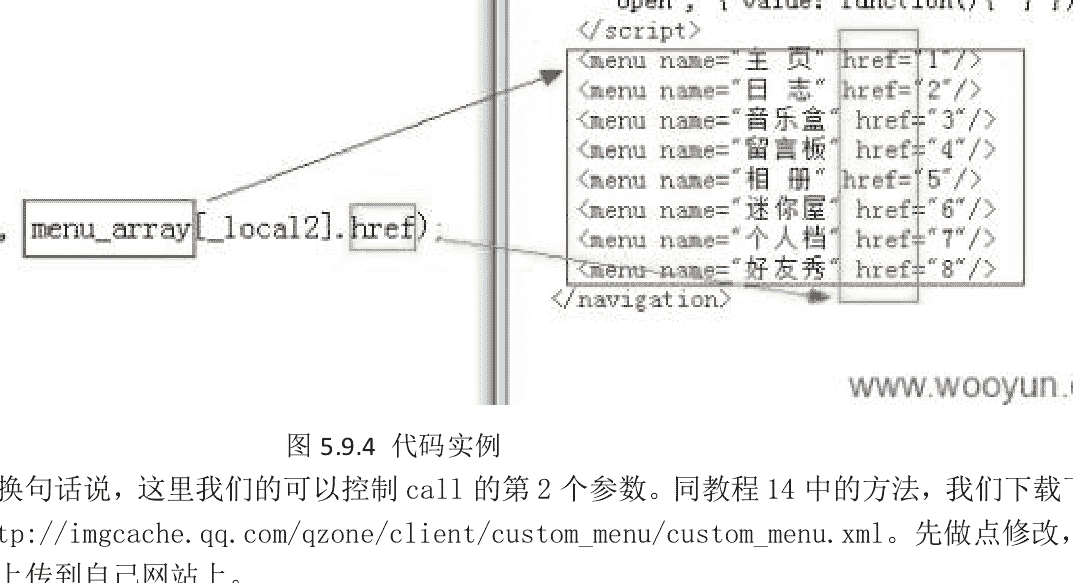 open", { value: function(){ } })
</script>
<menu name="主 页" href="1"/>
<menu name="日 志" href="2"/>
<menu name="音乐盒" href="3"/>
<menu name="留言板" href="4"/>
<menu name="相 册" href="5"/>
, menu_array[_local2].href);
<menu name="迷你屋" href="6"/>
<menu name="个人档" href="7"/>
<menu name="好友秀" href="8"/>
</navigation>
www.wooyun.
图 5.9.4 代码实例
换句话说，这里我们的可以控制 call 的第 2 个参数。同教程 14 中的方法，我们下载
tp://imgcache.qq.com/qzone/client/custom_menu/custom_menu.xml。先做点修改，
上传到自己网站上。